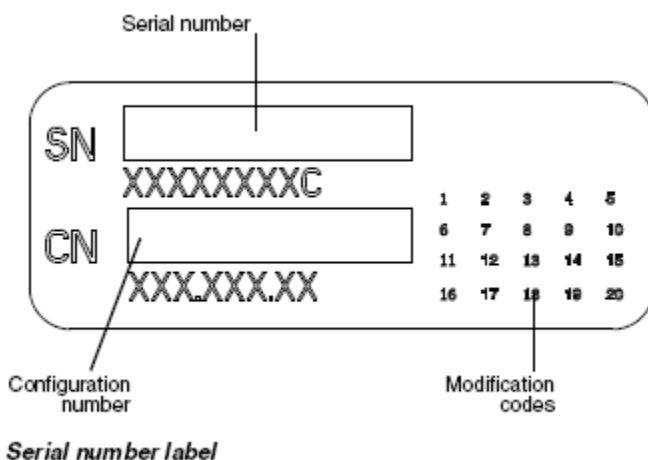 Serial number
SN
XXXXXXXXC
CN
XXX.XXX.XX
1 2 3 4 5
6 7 8 9 10
11 12 13 14 15
16 17 18 19 20
Configuration
number
Modification
codes
Serial number label